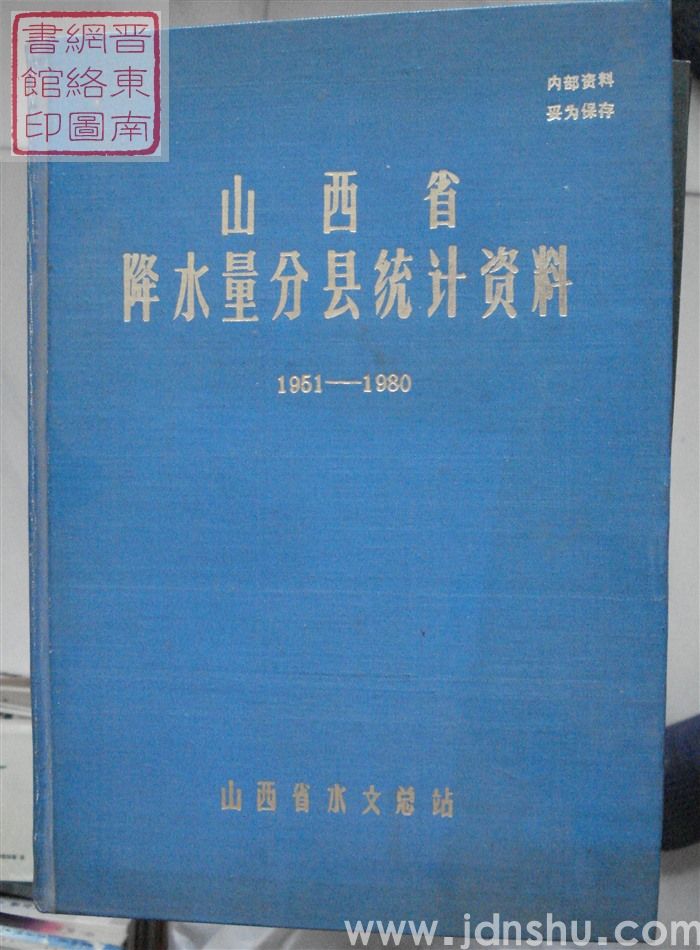 晋東南
網絡圖
書館印
内部资料
妥为保存
山西省
降水量分县统计资料
1951——1980
山西省水文总站
www.jdnshu.com